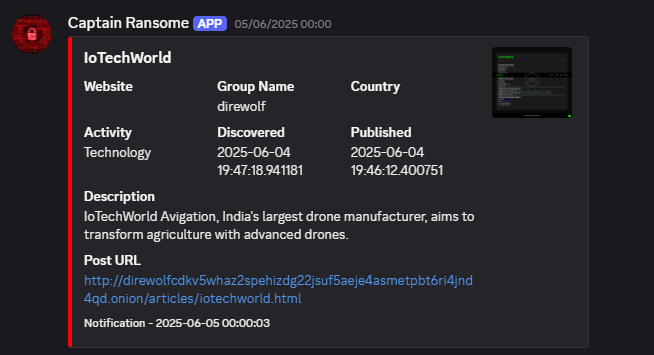 Captain Ransome APP 05/06/2025 00:00
IoTechWorld
Website Group Name Country
direwolf
Activity Discovered Published
Technology 2025-06-04 2025-06-04
19:47:18.941181 19:46:12.400751
Description
IoTechWorld Avigation, India's largest drone manufacturer, aims to
transform agriculture with advanced drones.
Post URL
http://direwolfcdkv5whaz2spehizdg22jsuf5aeje4asmetpbt6ri4jnd
4qd.onion/articles/iotechworld.html
Notification - 2025-06-05 00:00:03